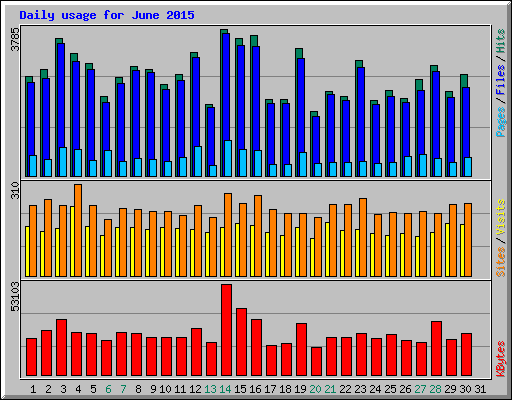 Daily usage for June 2015
3785
Pages / Files / Hits
310
Sites / Visits
53103
KBytes
1 2 3 4 5 6 7 8 9 10 11 12 13 14 15 16 17 18 19 20 21 22 23 24 25 26 27 28 29 30 31